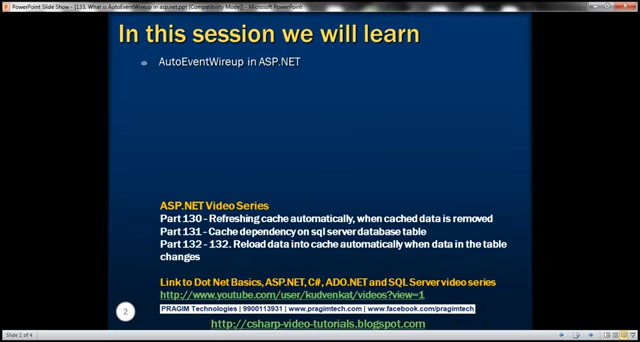 PowerPoint Slide Show - [133. What is AutoEventWireup in asp.net.ppt [Compatibility Mode]] - Microsoft PowerPoint
In this session we will learn
AutoEventWireup in ASP.NET
ASP.NET Video Series
Part 130 - Refreshing cache automatically, when cached data is removed
Part 131 - Cache dependency on sql server database table
Part 132 - 132. Reload data into cache automatically when data in the table
changes
Link to Dot Net Basics, ASP.NET, C#, ADO.NET and SQL Server video series
http://www.youtube.com/user/kudvenkat/videos?view=1
2
PRAGIM Technologies | 9900113931 | www.pragimtech.com | www.facebook.com/pragimtech
http://csharp-video-tutorials.blogspot.com
Slide 2 of 4